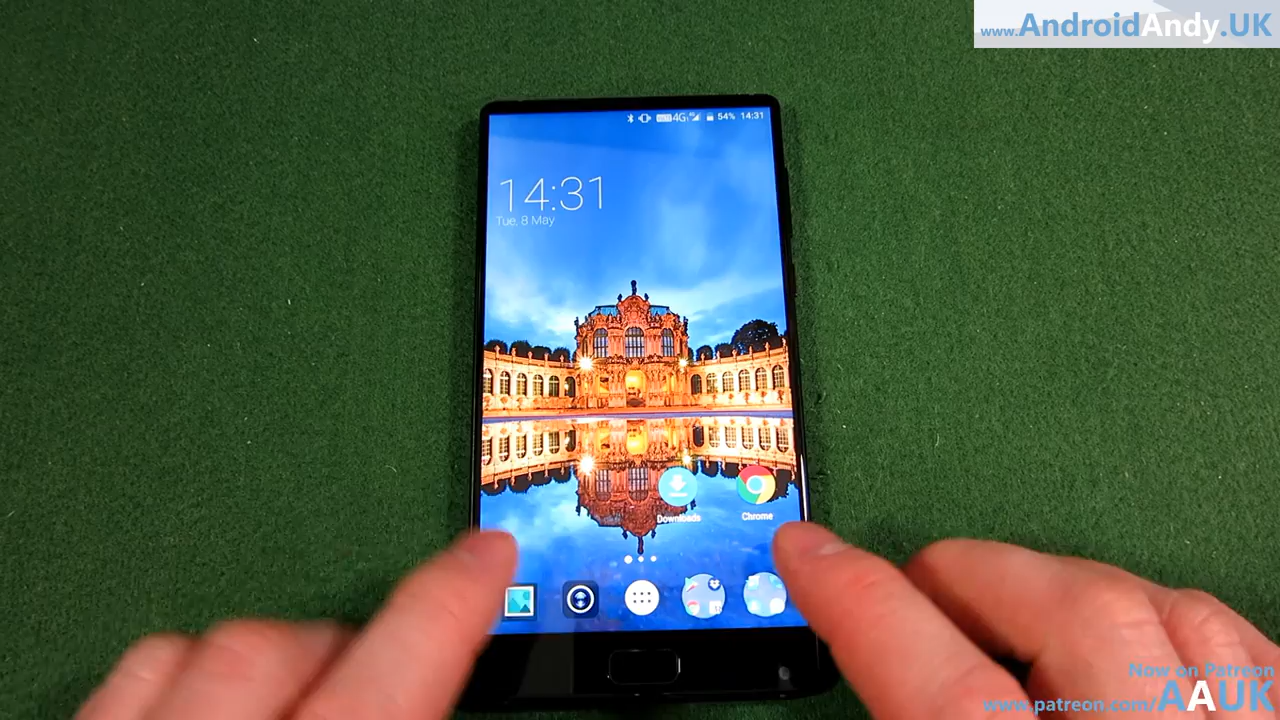 www.AndroidAndy.UK
4G 54% 14:31
14:31
Tue, 8 May
Downloads
Chrome
Now on Patreon
www.patreon.com/AAUK